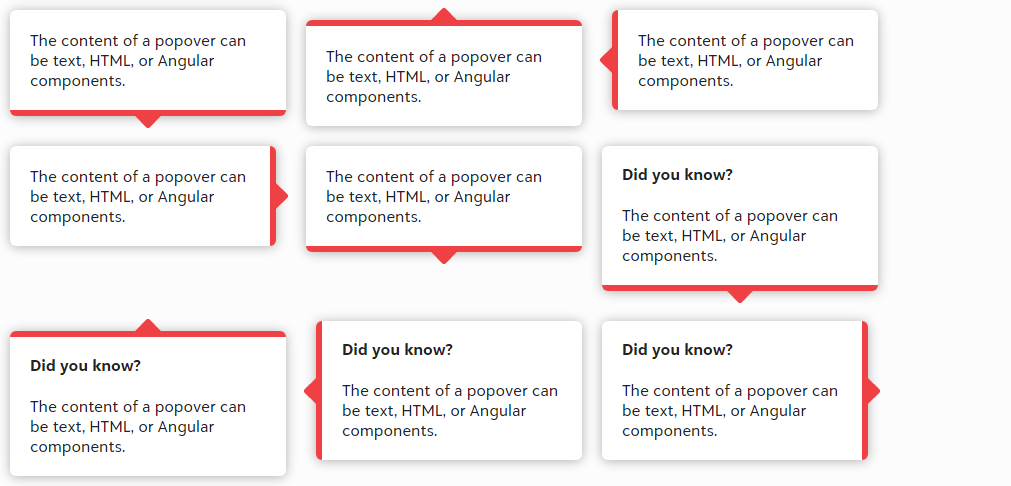 The content of a popover can
be text, HTML, or Angular
components.
The content of a popover can
be text, HTML, or Angular
components.
The content of a popover can
be text, HTML, or Angular
components.
The content of a popover can
be text, HTML, or Angular
components.
The content of a popover can
be text, HTML, or Angular
components.
Did you know?
The content of a popover can
be text, HTML, or Angular
components.
Did you know?
The content of a popover can
be text, HTML, or Angular
components.
Did you know?
The content of a popover can
be text, HTML, or Angular
components.
Did you know?
The content of a popover can
be text, HTML, or Angular
components.